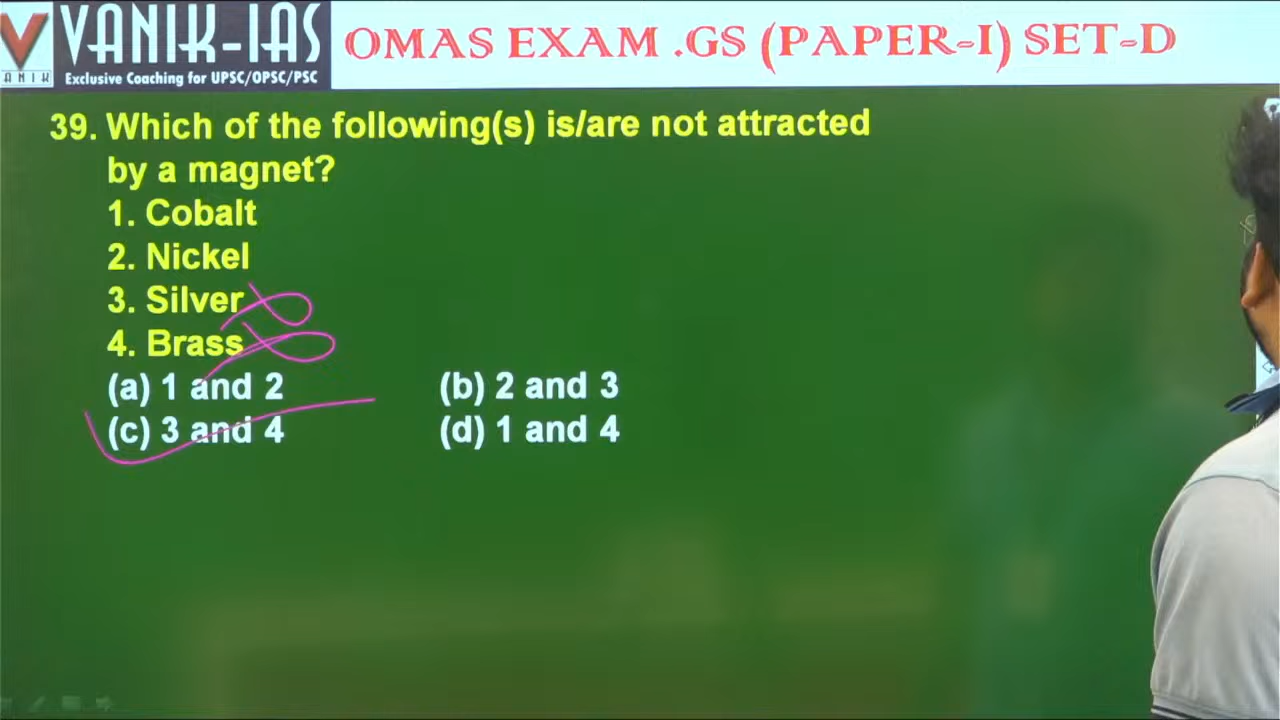 VANIK-IAS
VANIK
Exclusive Coaching for UPSC/OPSC/PSC
OMAS EXAM .GS (PAPER-I) SET-D
39. Which of the following(s) is/are not attracted
by a magnet?
1. Cobalt
2. Nickel
3. Silver
4. Brass
(a) 1 and 2 (b) 2 and 3
(c) 3 and 4 (d) 1 and 4